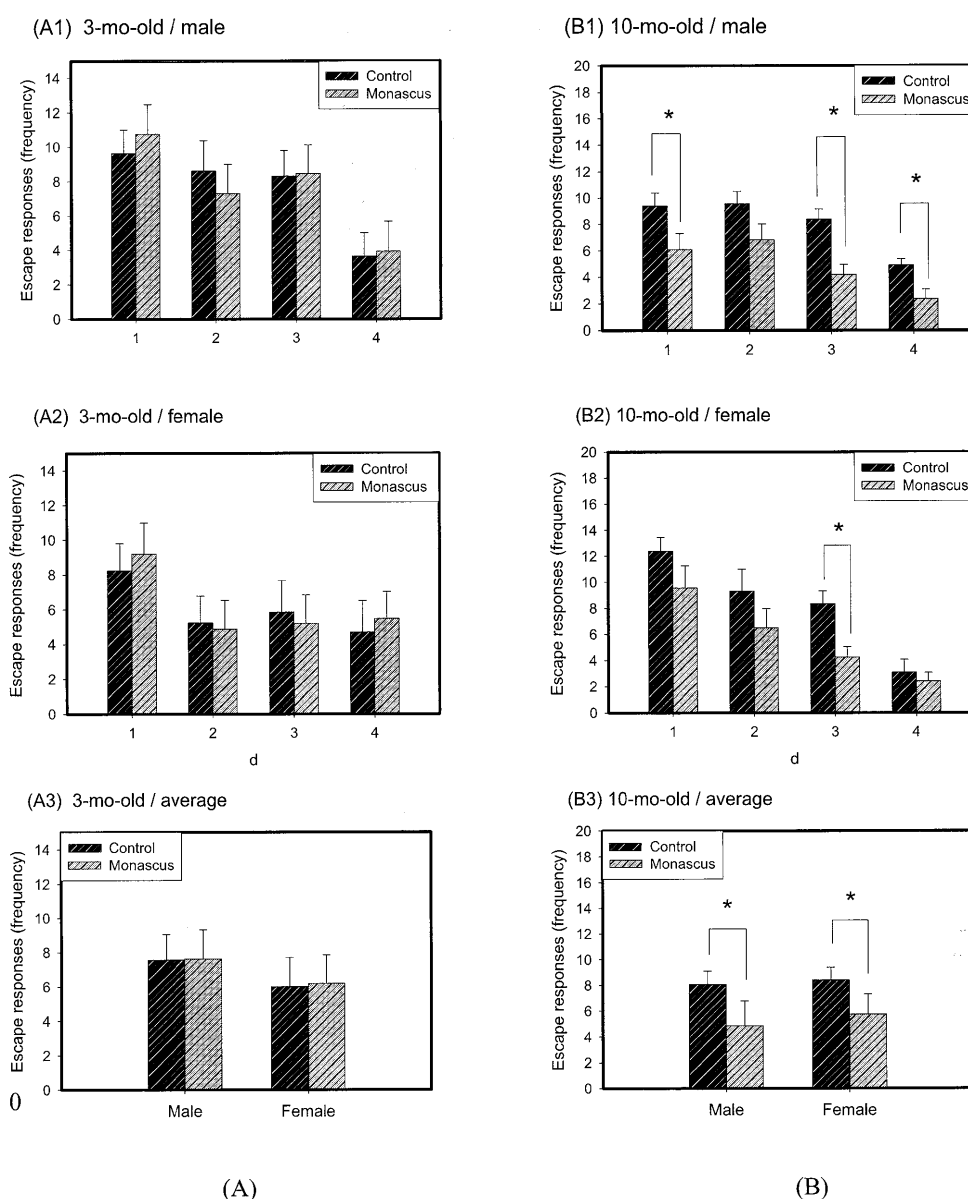 (A1) 3-mo-old / male
Escape responses (frequency)
14
12
10
8
6
4
2
0
Control
Monascus
1 2 3 4
(B1) 10-mo-old / male
Escape responses (frequency)
20
18
16
14
12
10
8
6
4
2
0
Control
Monascus
*
*
*
1 2 3 4
(A2) 3-mo-old / female
Escape responses (frequency)
14
12
10
8
6
4
2
0
Control
Monascus
1 2 3 4
d
(B2) 10-mo-old / female
Escape responses (frequency)
20
18
16
14
12
10
8
6
4
2
0
Control
Monascus
*
1 2 3 4
d
(A3) 3-mo-old / average
Escape responses (frequency)
14
12
10
8
6
4
2
0
0
Control
Monascus
Male Female
(B3) 10-mo-old / average
Escape responses (frequency)
20
18
16
14
12
10
8
6
4
2
0
Control
Monascus
*
*
Male Female
(A) (B)